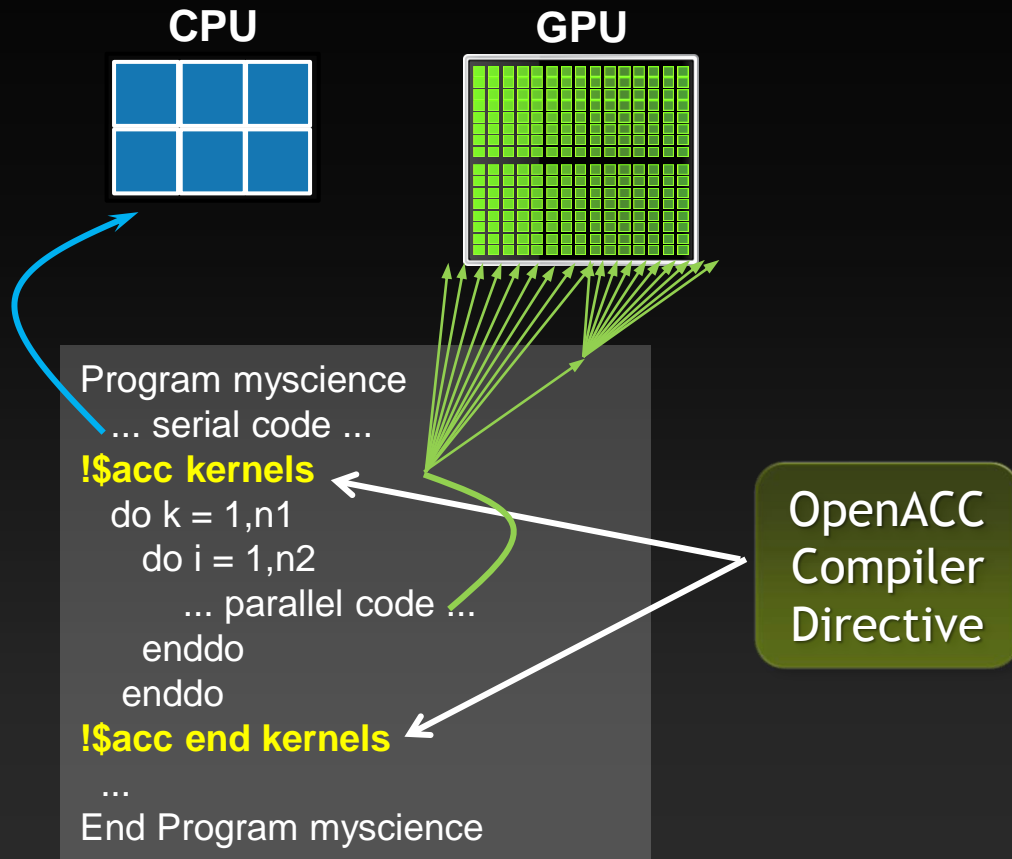 CPU
GPU
Program myscience
... serial code ...
!$acc kernels
do k = 1,n1
do i = 1,n2
... parallel code ...
enddo
enddo
!$acc end kernels
...
End Program myscience
OpenACC
Compiler
Directive